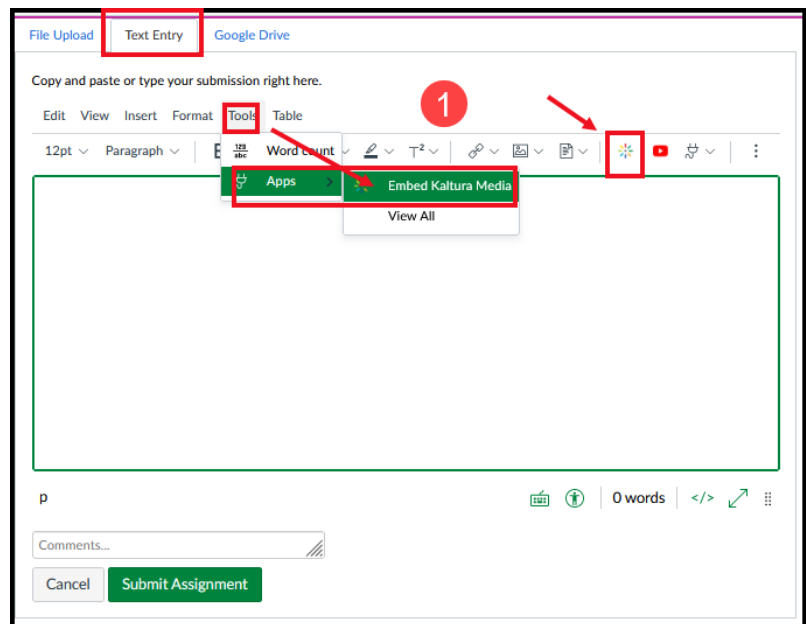 File Upload Text Entry Google Drive
Copy and paste or type your submission right here.
1
Edit View Insert Format Tools Table
12pt Paragraph Word count T²
Apps Embed Kaltura Media
View All
p 0 words </>
Comments...
Cancel Submit Assignment